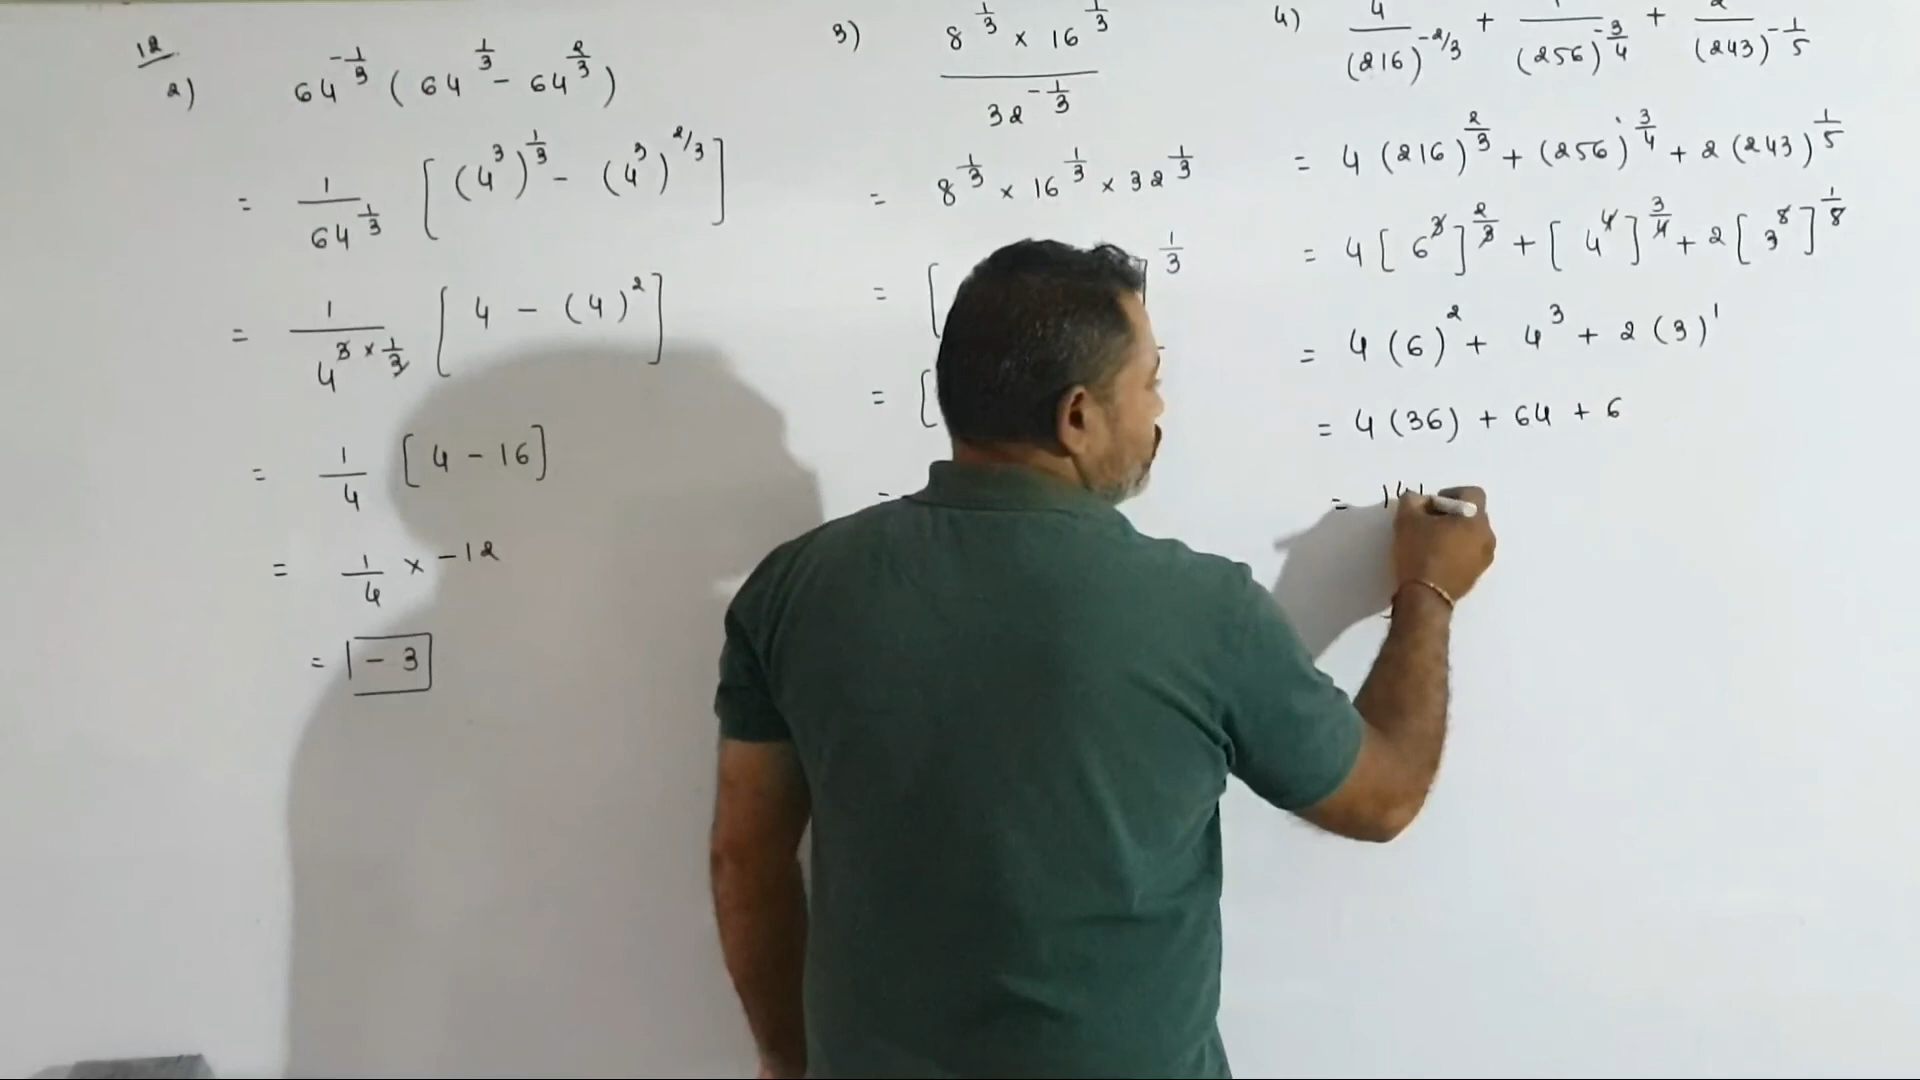 12
2) 64^{-1/3} ( 64^{1/3} - 64^{2/3} )
= 1/64^{1/3} [ (4^3)^{1/3} - (4^3)^{2/3} ]
= 1/4^{3 × 1/3} [ 4 - (4)^2 ]
= 1/4 [ 4 - 16 ]
= 1/4 × -12
= - 3
3) 8^{1/3} × 16^{1/3} / 32^{-1/3}
= 8^{1/3} × 16^{1/3} × 32^{1/3}
= [ ]^{1/3}
= [
=
4) 4/(216)^{-2/3} + 1/(256)^{-3/4} + 2/(243)^{-1/5}
= 4 (216)^{2/3} + (256)^{3/4} + 2 (243)^{1/5}
= 4 [ 6^3 ]^{2/3} + [ 4^4 ]^{3/4} + 2 [ 3^5 ]^{1/5}
= 4 (6)^2 + 4^3 + 2 (3)^1
= 4 (36) + 64 + 6
= 14